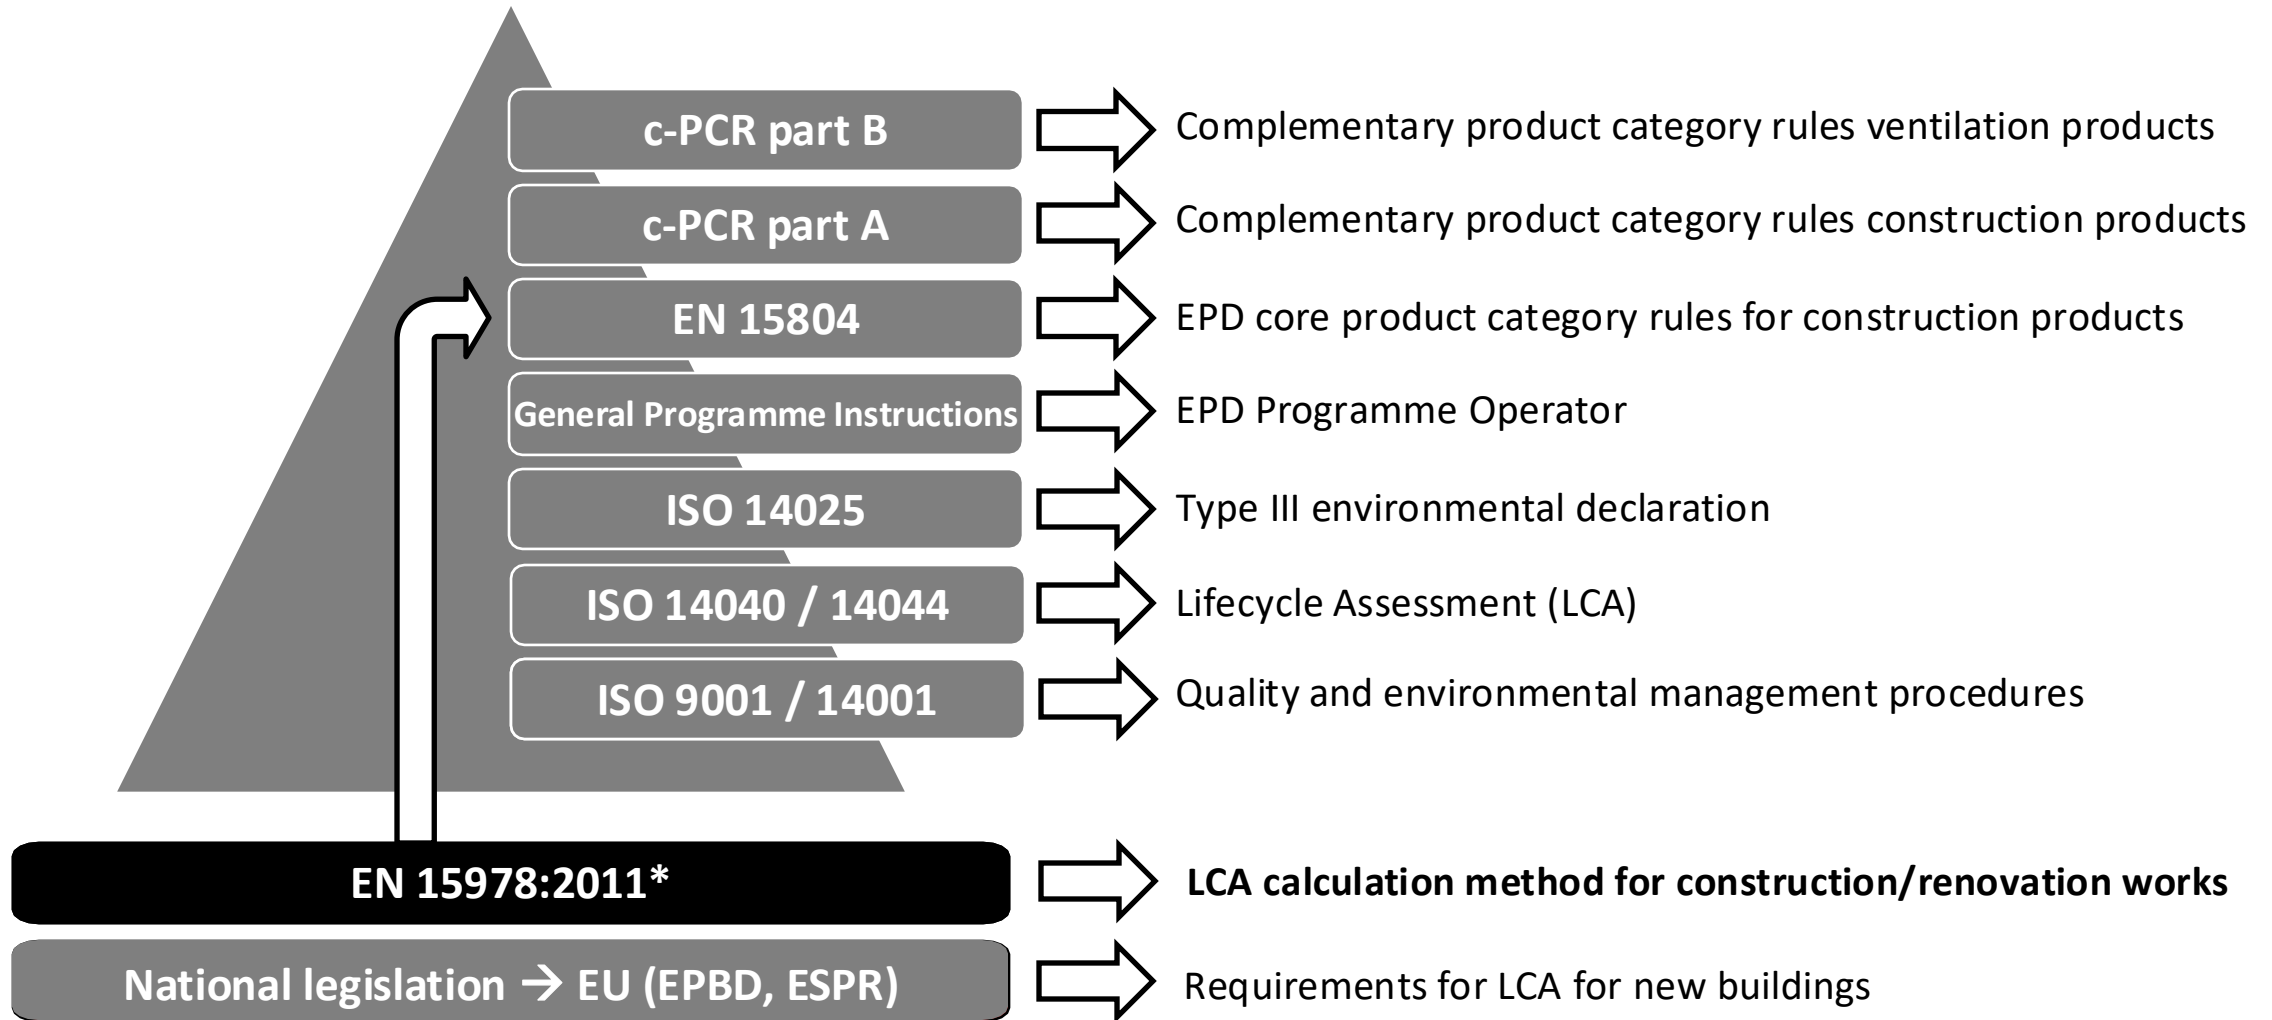 c-PCR part B
Complementary product category rules ventilation products
c-PCR part A
Complementary product category rules construction products
EN 15804
EPD core product category rules for construction products
General Programme Instructions
EPD Programme Operator
ISO 14025
Type III environmental declaration
ISO 14040 / 14044
Lifecycle Assessment (LCA)
ISO 9001 / 14001
Quality and environmental management procedures
EN 15978:2011*
LCA calculation method for construction/renovation works
National legislation → EU (EPBD, ESPR)
Requirements for LCA for new buildings